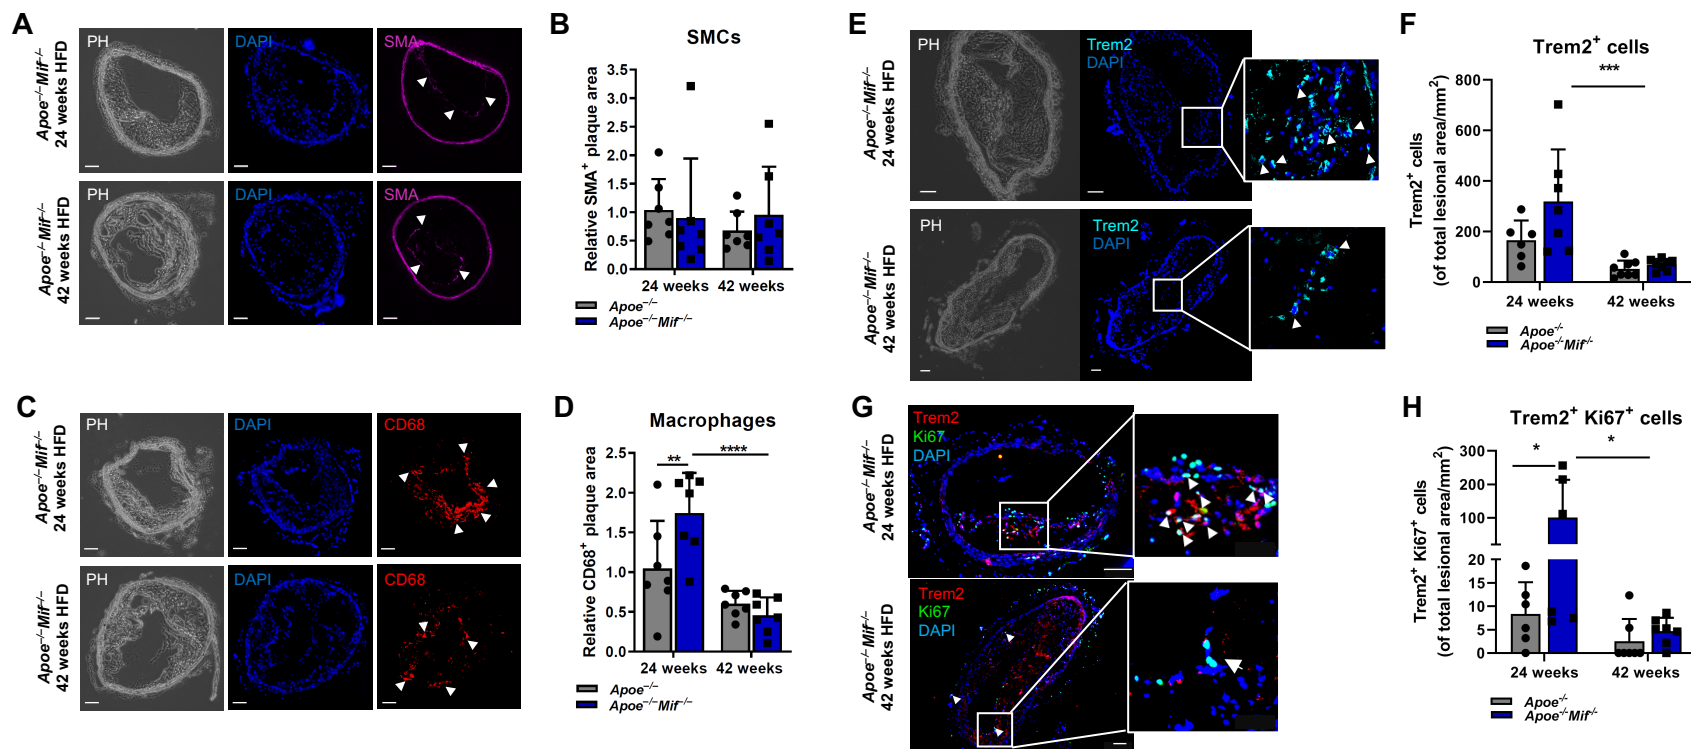 A
Apoe–/–Mif–/–
24 weeks HFD
PH
DAPI
SMA
Apoe–/–Mif–/–
42 weeks HFD
PH
DAPI
SMA
B
SMCs
Relative SMA+ plaque area
3.5
3.0
2.5
2.0
1.5
1.0
0.5
0.0
24 weeks
42 weeks
Apoe–/–
Apoe–/–Mif–/–
C
Apoe–/–Mif–/–
24 weeks HFD
PH
DAPI
CD68
Apoe–/–Mif–/–
42 weeks HFD
PH
DAPI
CD68
D
Macrophages
Relative CD68+ plaque area
2.5
2.0
1.5
1.0
0.5
0.0
**
****
24 weeks
42 weeks
Apoe–/–
Apoe–/–Mif–/–
E
Apoe–/–Mif–/–
24 weeks HFD
PH
Trem2
DAPI
Apoe–/–Mif–/–
42 weeks HFD
PH
Trem2
DAPI
F
Trem2+ cells
Trem2+ cells
(of total lesional area/mm2)
800
600
400
200
0
***
24 weeks
42 weeks
Apoe-/-
Apoe-/-Mif-/-
G
Apoe–/–Mif–/–
24 weeks HFD
Trem2
Ki67
DAPI
Apoe–/–Mif–/–
42 weeks HFD
Trem2
Ki67
DAPI
H
Trem2+ Ki67+ cells
Trem2+ Ki67+ cells
(of total lesional area/mm2)
300
200
100
20
15
10
5
0
*
*
24 weeks
42 weeks
Apoe-/-
Apoe-/-Mif-/-